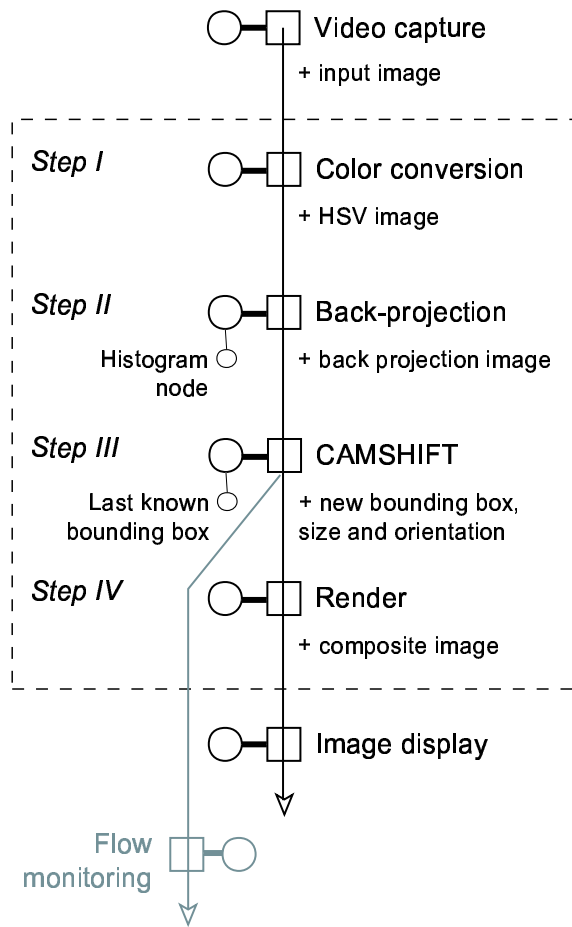 Video capture
+ input image
Step I
Color conversion
+ HSV image
Step II
Back-projection
Histogram
node
+ back projection image
Step III
CAMSHIFT
Last known
bounding box
+ new bounding box,
size and orientation
Step IV
Render
+ composite image
Image display
Flow
monitoring